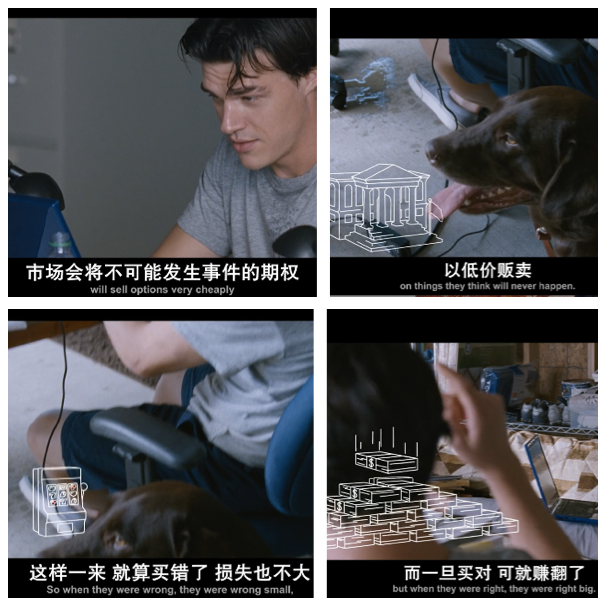 市场会将不可能发生事件的期权
will sell options very cheaply
以低价贩卖
on things they think will never happen.
这样一来 就算买错了 损失也不大
So when they were wrong, they were wrong small,
而一旦买对 可就赚翻了
but when they were right, they were right big.